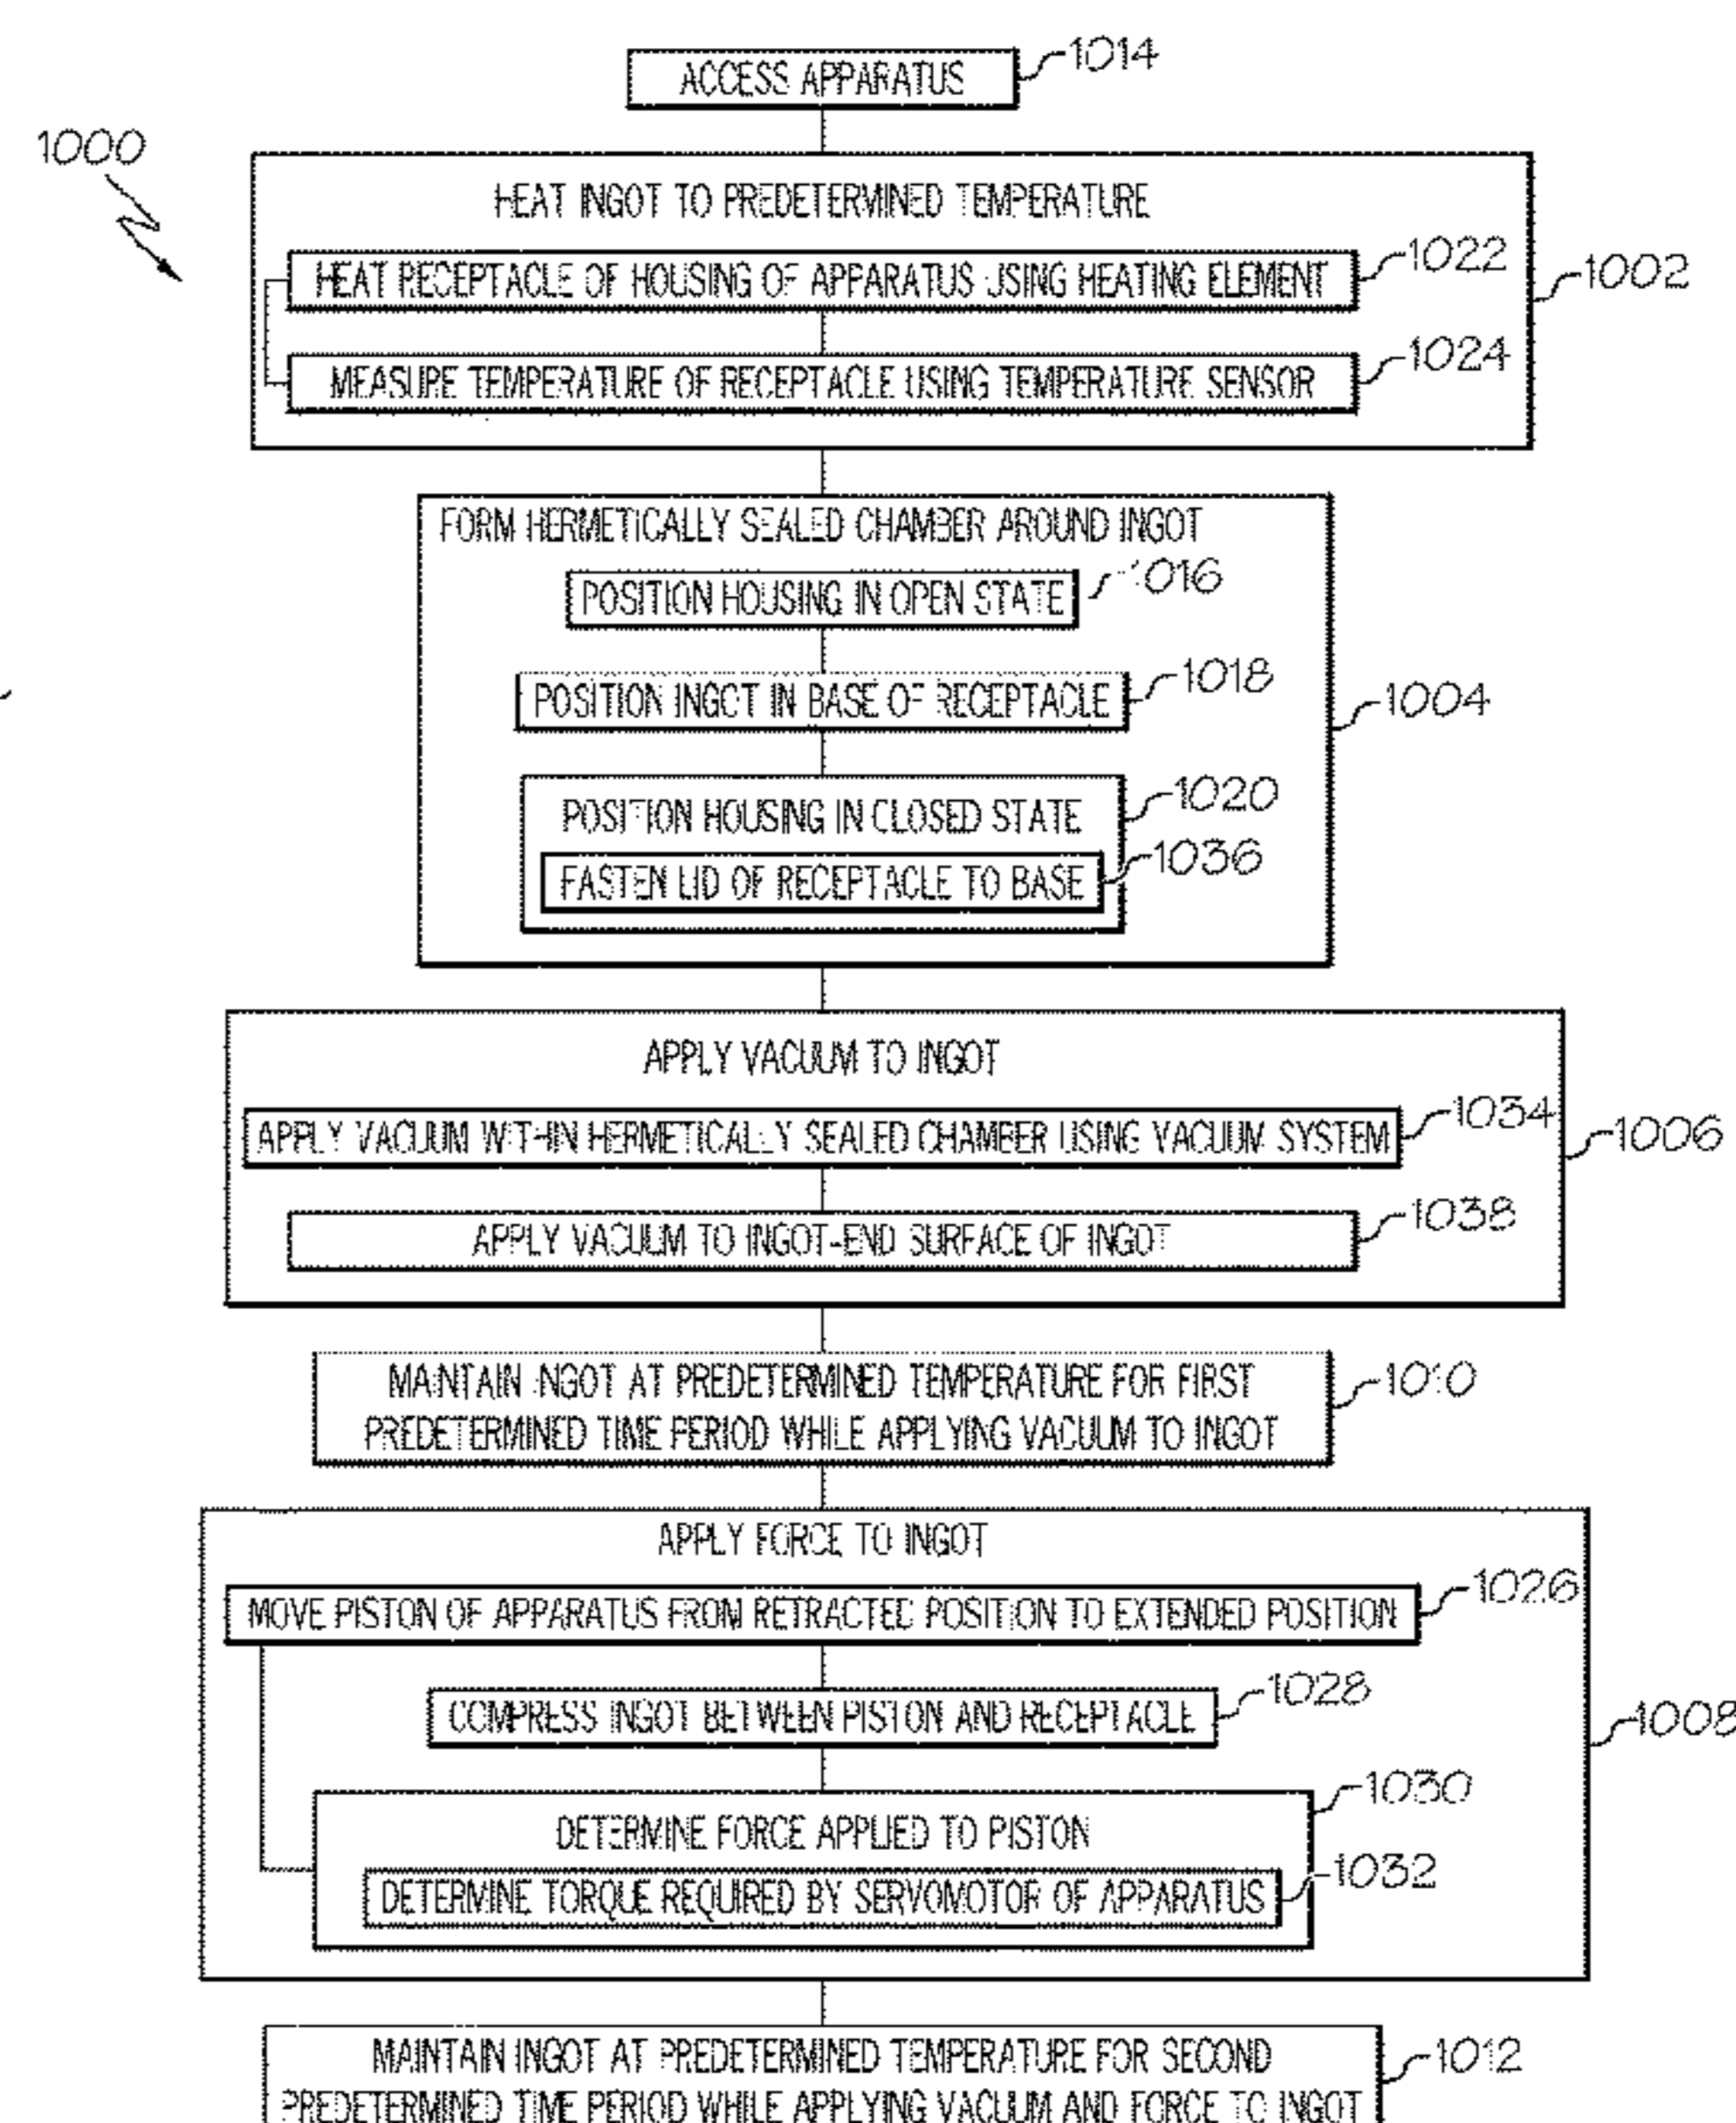 ACCESS APPARATUS
1014
1000
HEAT INGOT TO PREDETERMINED TEMPERATURE
HEAT RECEPTACLE OF HOUSING OF APPARATUS USING HEATING ELEMENT
1022
1002
MEASURE TEMPERATURE OF RECEPTACLE USING TEMPERATURE SENSOR
1024
FORM HERMETICALLY SEALED CHAMBER AROUND INGOT
POSITION HOUSING IN OPEN STATE
1016
POSITION INGOT IN BASE OF RECEPTACLE
1018
1004
POSITION HOUSING IN CLOSED STATE
1020
FASTEN LID OF RECEPTACLE TO BASE
1036
APPLY VACUUM TO INGOT
APPLY VACUUM WITHIN HERMETICALLY SEALED CHAMBER USING VACUUM SYSTEM
1034
1006
APPLY VACUUM TO INGOT-END SURFACE OF INGOT
1038
MAINTAIN INGOT AT PREDETERMINED TEMPERATURE FOR FIRST
PREDETERMINED TIME PERIOD WHILE APPLYING VACUUM TO INGOT
1010
APPLY FORCE TO INGOT
MOVE PISTON OF APPARATUS FROM RETRACTED POSITION TO EXTENDED POSITION
1026
COMPRESS INGOT BETWEEN PISTON AND RECEPTACLE
1028
1008
DETERMINE FORCE APPLIED TO PISTON
1030
DETERMINE TORQUE REQUIRED BY SERVOMOTOR OF APPARATUS
1032
MAINTAIN INGOT AT PREDETERMINED TEMPERATURE FOR SECOND
PREDETERMINED TIME PERIOD WHILE APPLYING VACUUM AND FORCE TO INGOT
1012